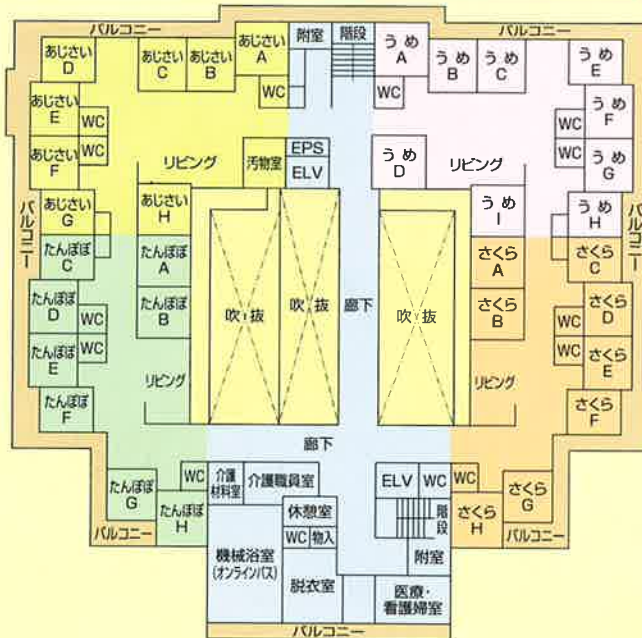 バルコニー
バルコニー
あじさい
D
あじさい
C
あじさい
B
あじさい
A
附室
階段
うめ
A
うめ
B
うめ
C
うめ
E
あじさい
E
WC
WC
WC
WC
うめ
F
あじさい
F
WC
リビング
汚物室
EPS
ELV
うめ
D
リビング
WC
うめ
G
バルコニー
あじさい
G
あじさい
H
うめ
I
うめ
H
バルコニー
たんぽぽ
C
たんぽぽ
A
さくら
A
さくら
C
たんぽぽ
D
WC
たんぽぽ
B
吹・抜
吹・抜
廊下
吹・抜
さくら
B
WC
さくら
D
たんぽぽ
E
WC
WC
さくら
E
リビング
リビング
たんぽぽ
F
さくら
F
廊下
たんぽぽ
G
WC
介護
材料室
介護職員室
ELV
WC
WC
さくら
G
たんぽぽ
H
休憩室
階段
さくら
H
バルコニー
WC
物入
バルコニー
機械浴室
(オンラインバス)
脱衣室
附室
医療・
看護婦室
バルコニー